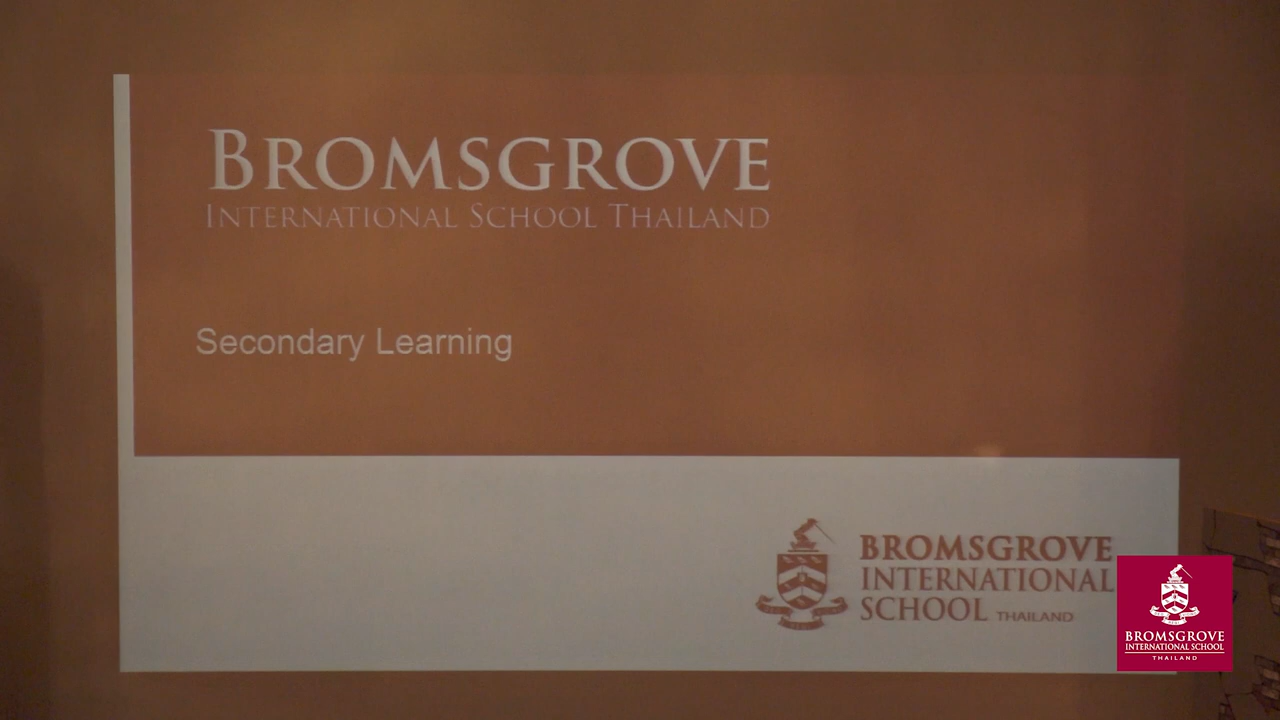 BROMSGROVE
INTERNATIONAL SCHOOL THAILAND
Secondary Learning
BROMSGROVE
INTERNATIONAL
SCHOOL THAILAND
BROMSGROVE
INTERNATIONAL SCHOOL
THAILAND